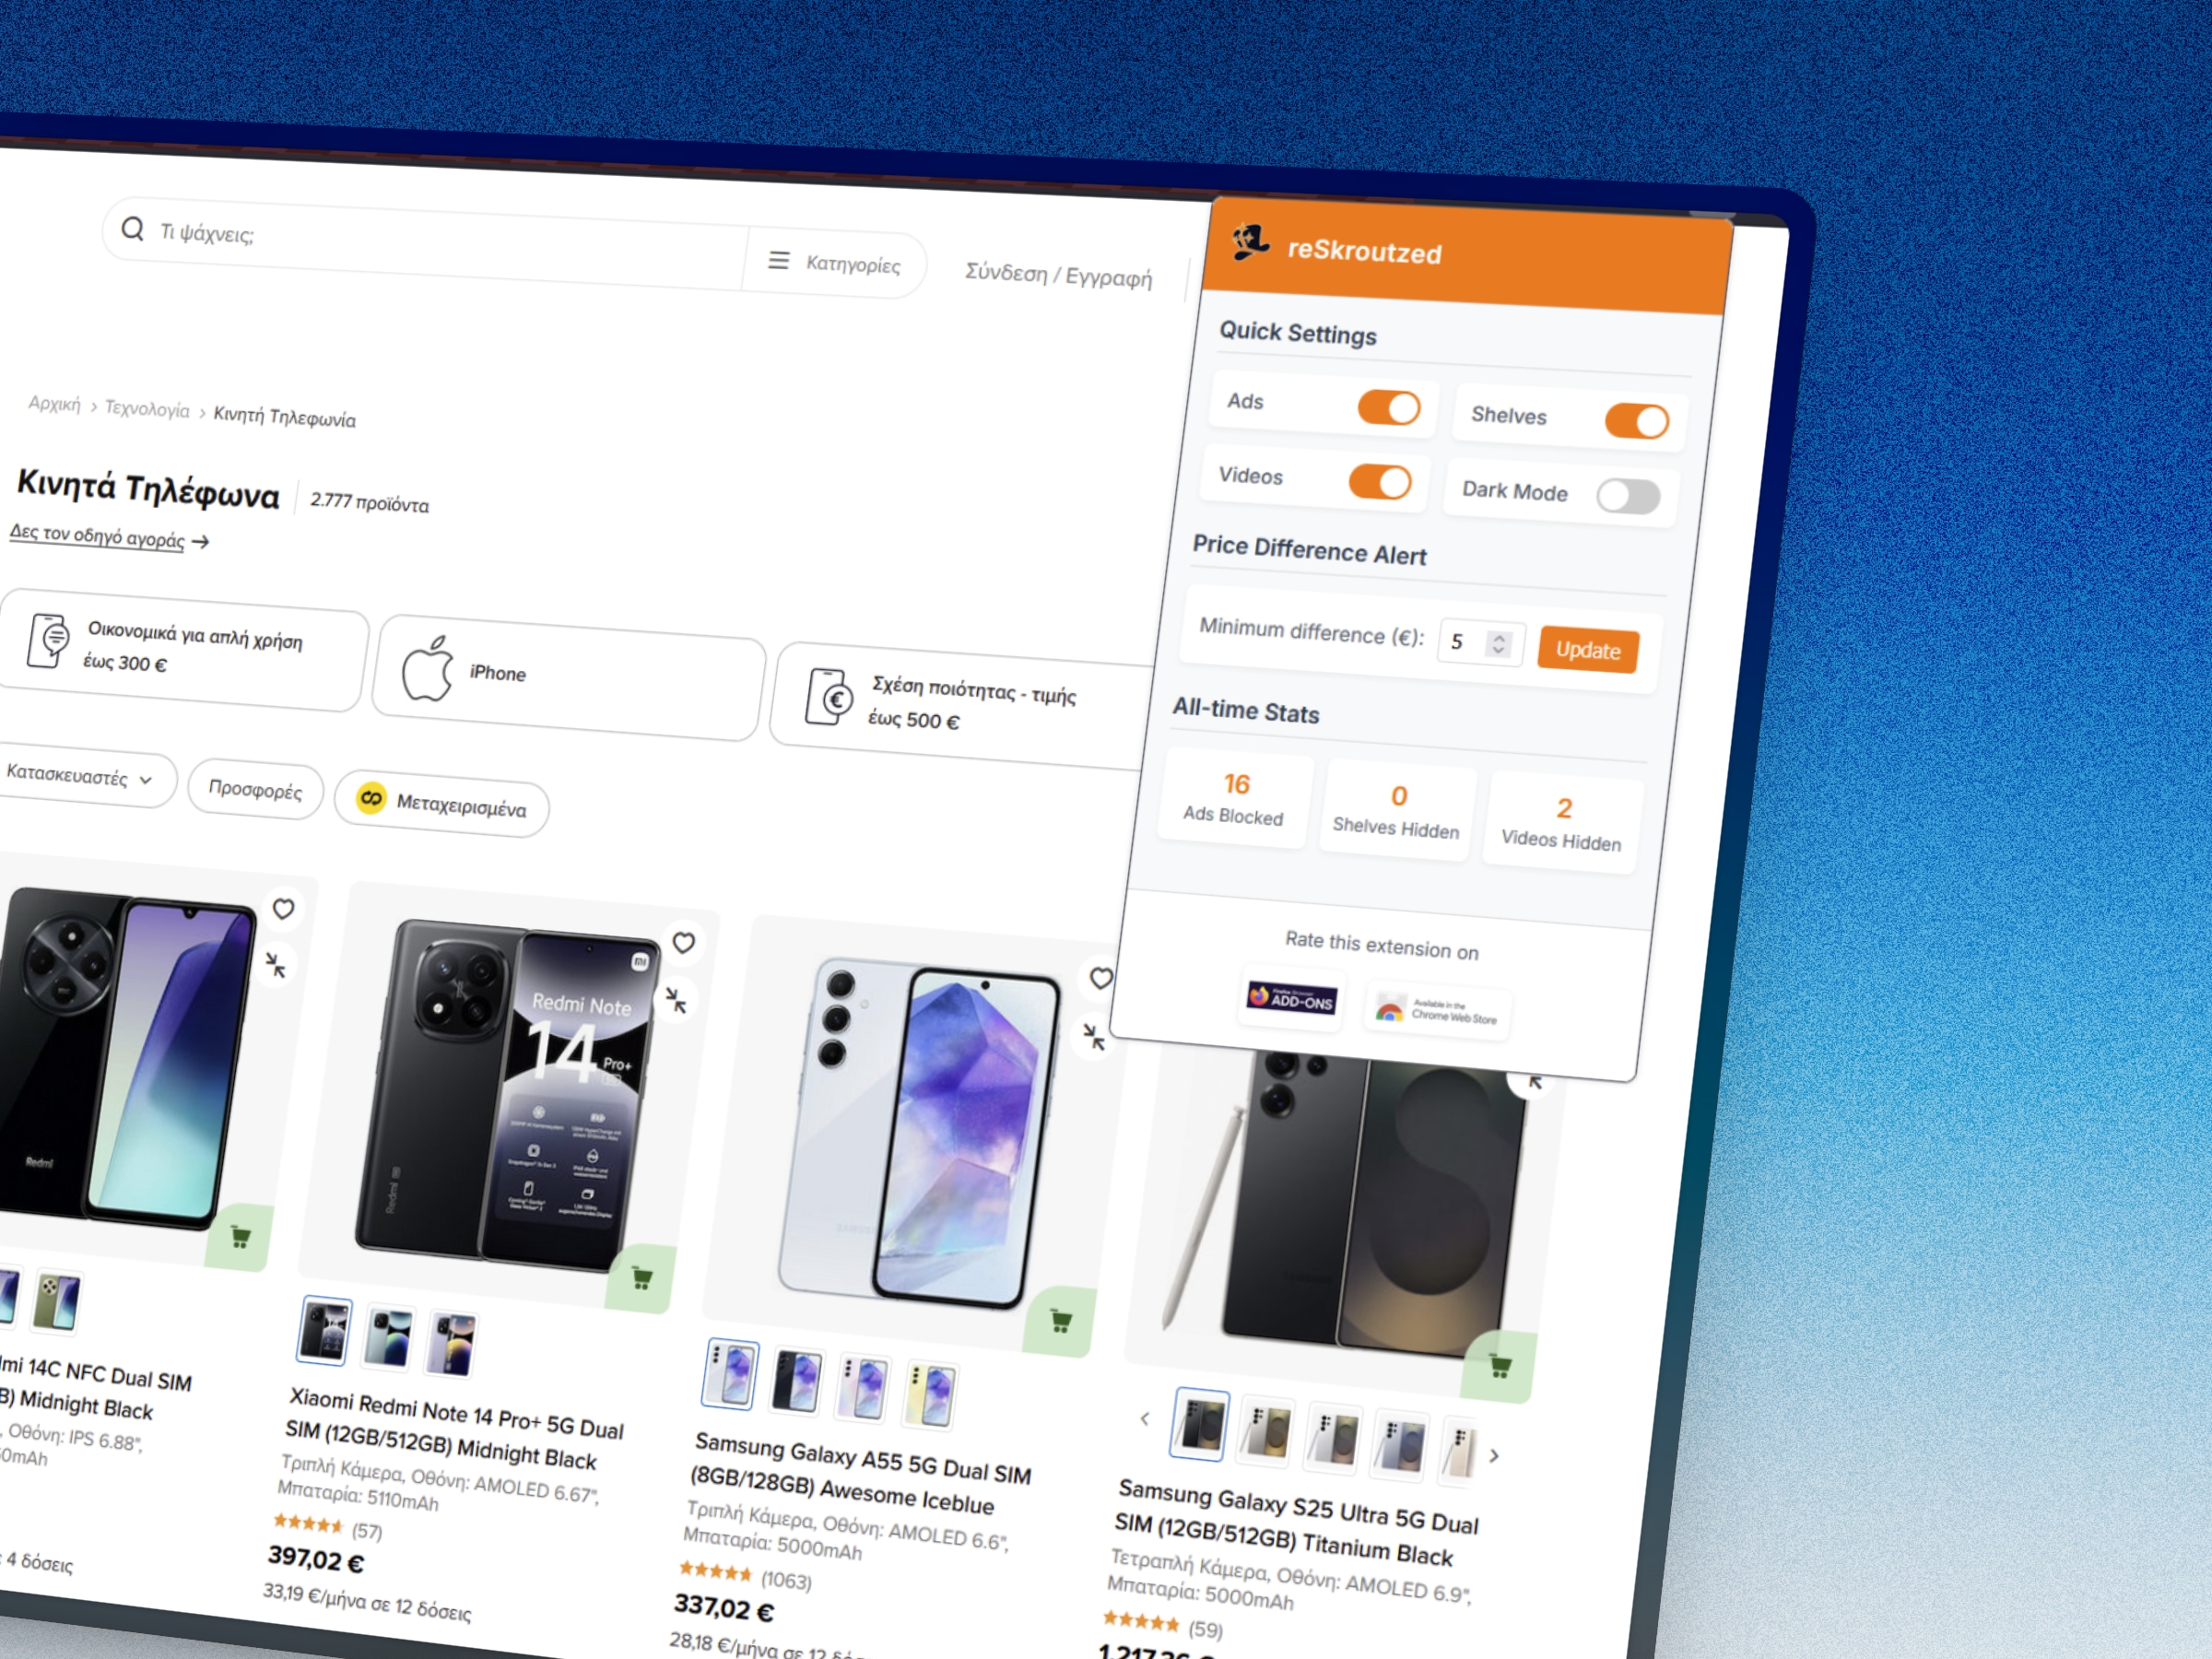 Τι ψάχνεις;
Κατηγορίες
Σύνδεση / Εγγραφή
Αρχική › Τεχνολογία › Κινητή Τηλεφωνία
Κινητά Τηλέφωνα
2.777 προϊόντα
Δες τον οδηγό αγοράς →
Οικονομικά για απλή χρήση
έως 300 €
iPhone
Σχέση ποιότητας - τιμής
έως 500 €
Κατασκευαστές
Προσφορές
Μεταχειρισμένα
reSkroutzed
Quick Settings
Ads
Shelves
Videos
Dark Mode
Price Difference Alert
Minimum difference (€):
5
Update
All-time Stats
16
Ads Blocked
0
Shelves Hidden
2
Videos Hidden
Rate this extension on
Firefox Browser
ADD-ONS
Available in the
Chrome Web Store
Redmi
Redmi Note
14 Pro+
Redmi
SAMSUNG
14C NFC Dual SIM
Midnight Black
Οθόνη: IPS 6.88",
4 δόσεις
Xiaomi Redmi Note 14 Pro+ 5G Dual
SIM (12GB/512GB) Midnight Black
Τριπλή Κάμερα, Οθόνη: AMOLED 6.67",
Μπαταρία: 5110mAh
(57)
397,02 €
33,19 €/μήνα σε 12 δόσεις
Samsung Galaxy A55 5G Dual SIM
(8GB/128GB) Awesome Iceblue
Τριπλή Κάμερα, Οθόνη: AMOLED 6.6",
Μπαταρία: 5000mAh
(1063)
337,02 €
28,18 €/μήνα σε 12
Samsung Galaxy S25 Ultra 5G Dual
SIM (12GB/512GB) Titanium Black
Τετραπλή Κάμερα, Οθόνη: AMOLED 6.9",
Μπαταρία: 5000mAh
(59)